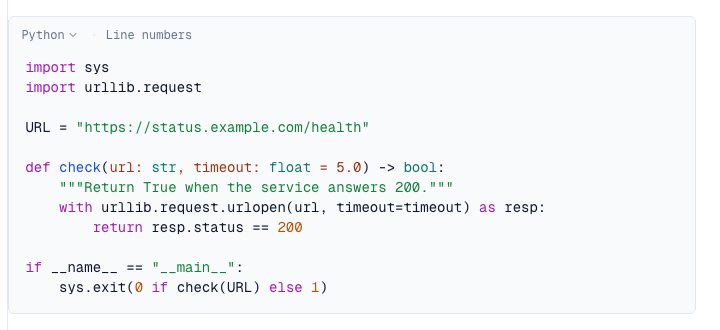 Python Line numbers
import sys
import urllib.request

URL = "https://status.example.com/health"

def check(url: str, timeout: float = 5.0) -> bool:
    """Return True when the service answers 200."""
    with urllib.request.urlopen(url, timeout=timeout) as resp:
        return resp.status == 200

if __name__ == "__main__":
    sys.exit(0 if check(URL) else 1)